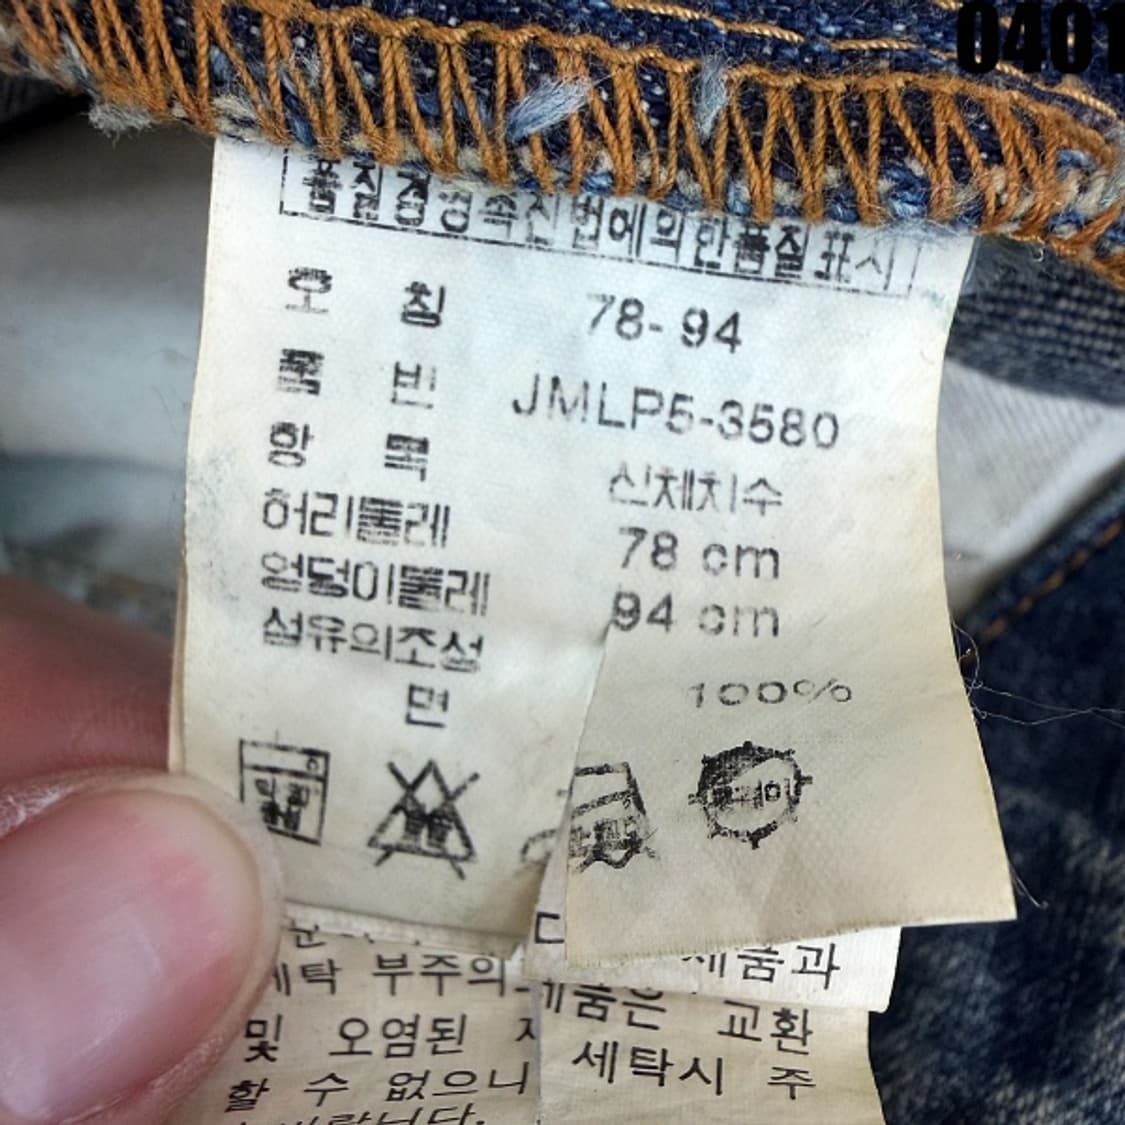 0401
품질경영촉진법에의한품질표시
호 칭 78-94
품 번 JMLP5-3580
항 목 신체치수
허리둘레 78 cm
엉덩이둘레 94 cm
섬유의조성
면 100%
제품과
세탁 부주의 제품은 교환
및 오염된 세탁시 주
할 수 없으니